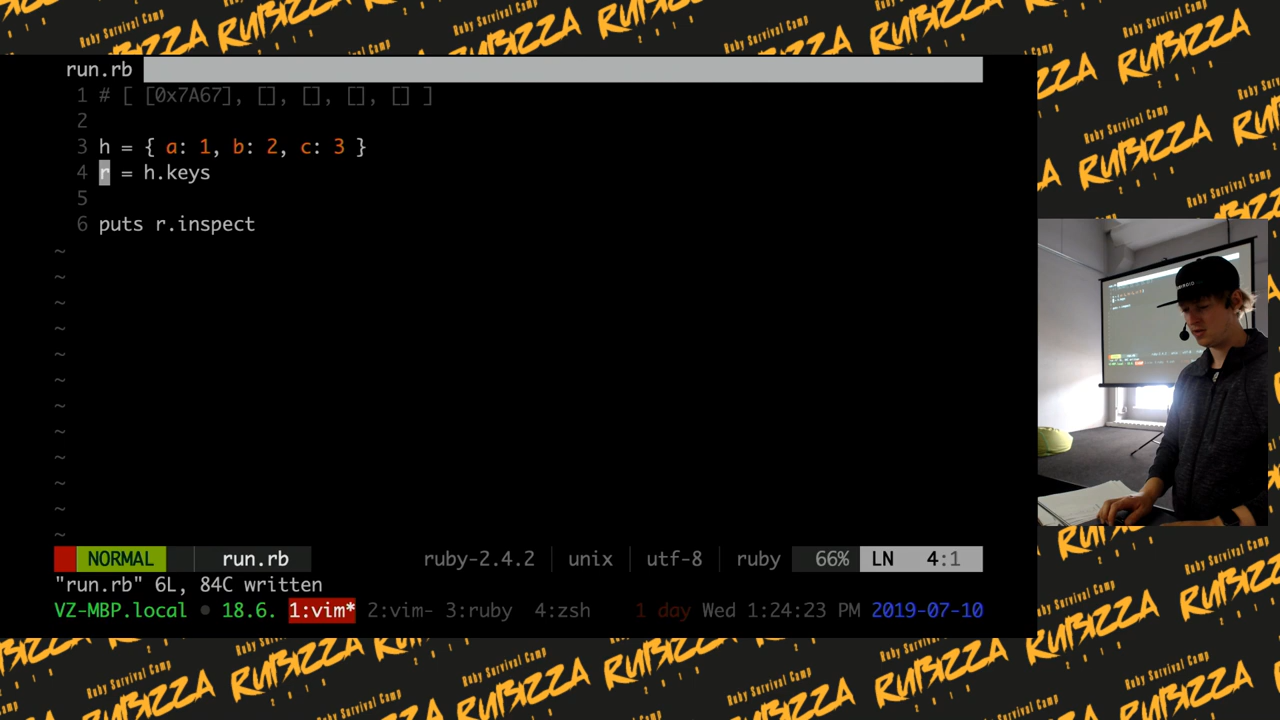 Ruby Survival Camp
RUBIZZA
2019
run.rb
1 # [ [0x7A67], [], [], [], [] ]
2
3 h = { a: 1, b: 2, c: 3 }
4 r = h.keys
5
6 puts r.inspect
~
~
~
~
~
~
~
~
~
~
~
~
NORMAL run.rb ruby-2.4.2 unix utf-8 ruby 66% LN 4:1
"run.rb" 6L, 84C written
VZ-MBP.local • 18.6. 1:vim* 2:vim- 3:ruby 4:zsh 1 day Wed 1:24:23 PM 2019-07-10